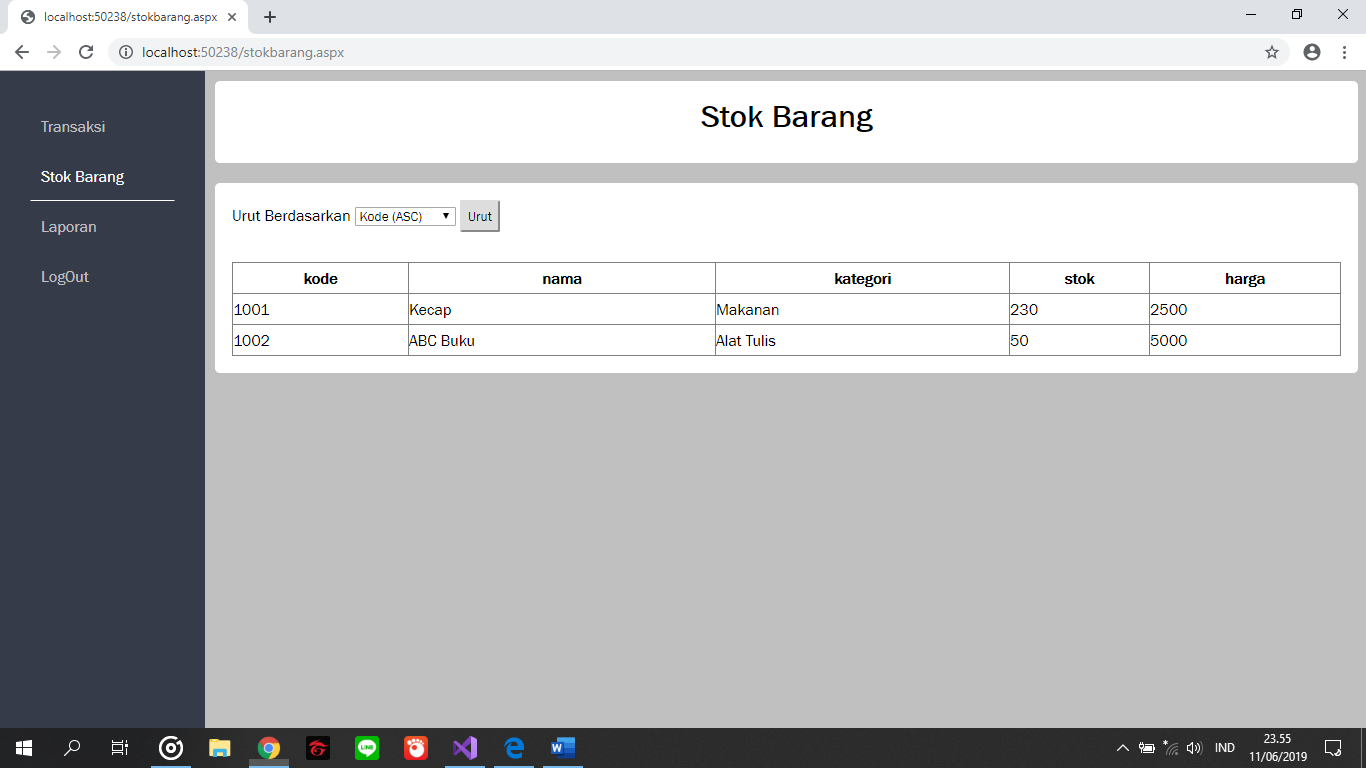 localhost:50238/stokbarang.aspx
localhost:50238/stokbarang.aspx
Transaksi
Stok Barang
Laporan
LogOut
Stok Barang
Urut Berdasarkan Kode (ASC) Urut
kode nama kategori stok harga
1001 Kecap Makanan 230 2500
1002 ABC Buku Alat Tulis 50 5000
LINE
W
IND
23.55
11/06/2019